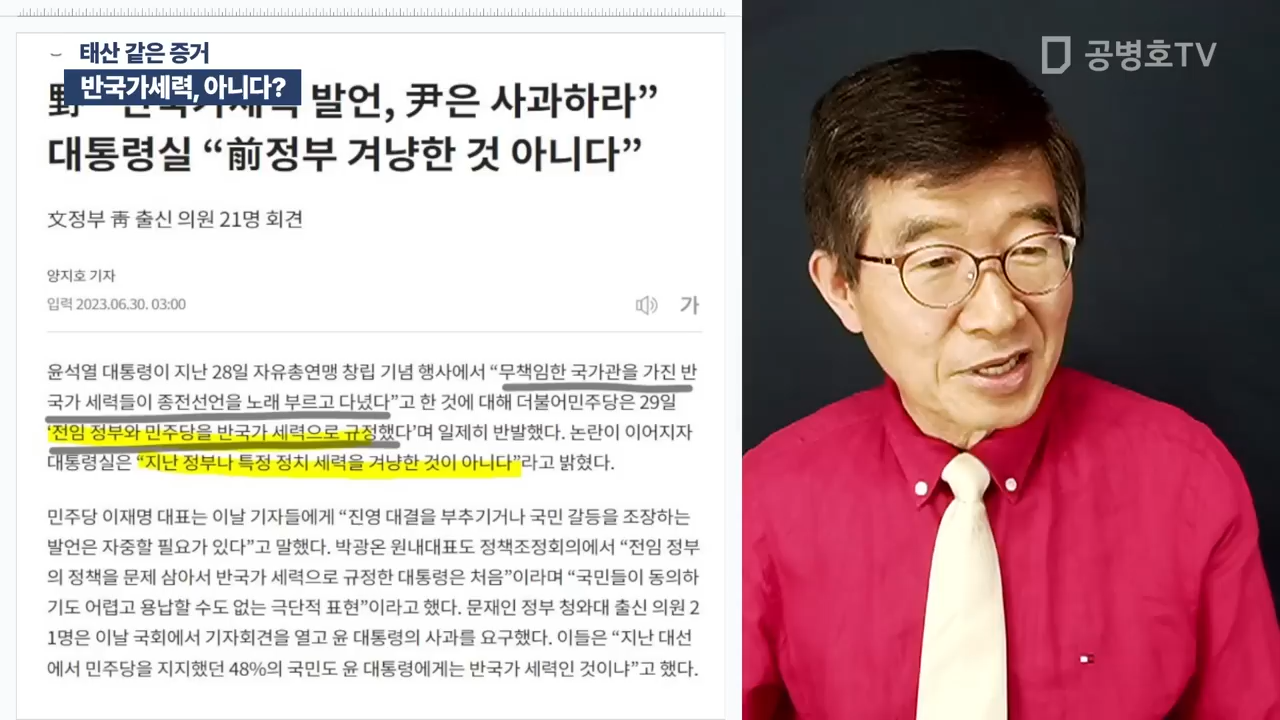 태산 같은 증거
반국가세력, 아니다?
공병호TV
野 발언, 尹은 사과하라”
대통령실 “前정부 겨냥한 것 아니다”
文정부 靑 출신 의원 21명 회견
양지호 기자
입력 2023.06.30. 03:00
가
윤석열 대통령이 지난 28일 자유총연맹 창립 기념 행사에서 “무책임한 국가관을 가진 반
국가 세력들이 종전선언을 노래 부르고 다녔다”고 한 것에 대해 더불어민주당은 29일
‘전임 정부와 민주당을 반국가 세력으로 규정했다’며 일제히 반발했다. 논란이 이어지자
대통령실은 “지난 정부나 특정 정치 세력을 겨냥한 것이 아니다”라고 밝혔다.
민주당 이재명 대표는 이날 기자들에게 “진영 대결을 부추기거나 국민 갈등을 조장하는
발언은 자중할 필요가 있다”고 말했다. 박광온 원내대표도 정책조정회의에서 “전임 정부
의 정책을 문제 삼아서 반국가 세력으로 규정한 대통령은 처음”이라며 “국민들이 동의하
기도 어렵고 용납할 수도 없는 극단적 표현”이라고 했다. 문재인 정부 청와대 출신 의원 2
1명은 이날 국회에서 기자회견을 열고 윤 대통령의 사과를 요구했다. 이들은 “지난 대선
에서 민주당을 지지했던 48%의 국민도 윤 대통령에게는 반국가 세력인 것이냐”고 했다.